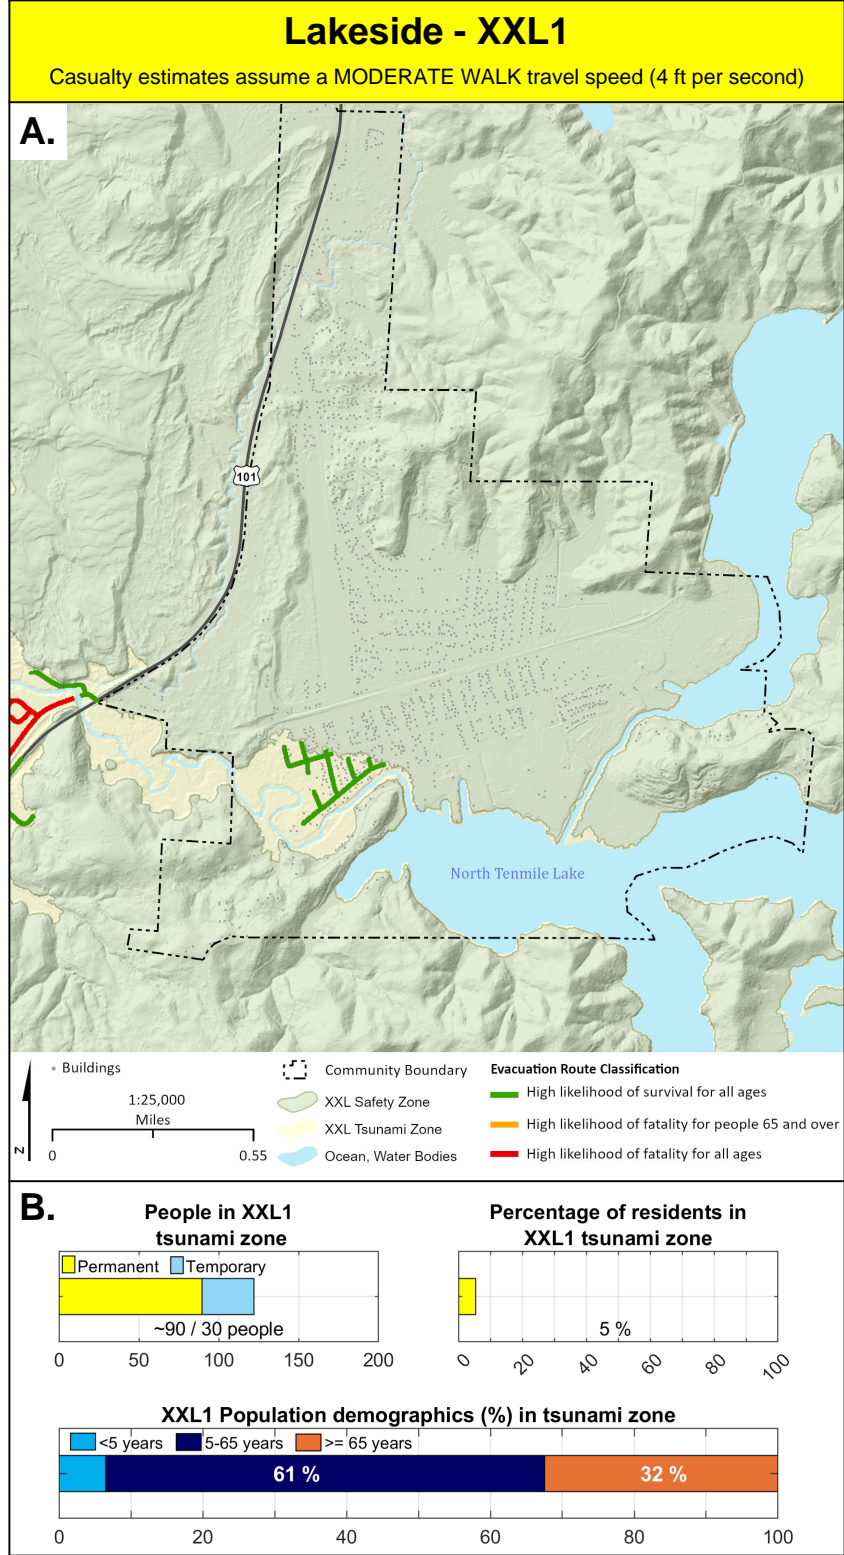 Lakeside - XXL1
Casualty estimates assume a MODERATE WALK travel speed (4 ft per second)
A.
101
North Tenmile Lake
Buildings
1:25,000
Miles
0 0.55
N
Community Boundary
XXL Safety Zone
XXL Tsunami Zone
Ocean, Water Bodies
Evacuation Route Classification
High likelihood of survival for all ages
High likelihood of fatality for people 65 and over
High likelihood of fatality for all ages
B.
People in XXL1
tsunami zone
Permanent Temporary
~90 / 30 people
0 50 100 150 200
Percentage of residents in
XXL1 tsunami zone
5 %
0 20 40 60 80 100
XXL1 Population demographics (%) in tsunami zone
<5 years 5-65 years >= 65 years
61 % 32 %
0 20 40 60 80 100